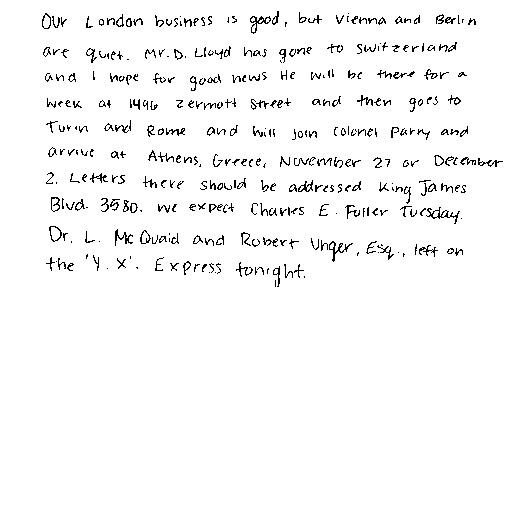 Our London business is good, but Vienna and Berlin
are quiet. Mr. D. Lloyd has gone to Switzerland
and I hope for good news He will be there for a
week at 1496 Zermott Street and then goes to
Turin and Rome and will join Colonel Parry and
arrive at Athens, Greece, November 27 or December
2. Letters there should be addressed King James
Blvd. 3580. We expect Charles E. Fuller Tuesday.
Dr. L. McQuaid and Robert Unger, Esq., left on
the 'Y.X'. Express tonight.